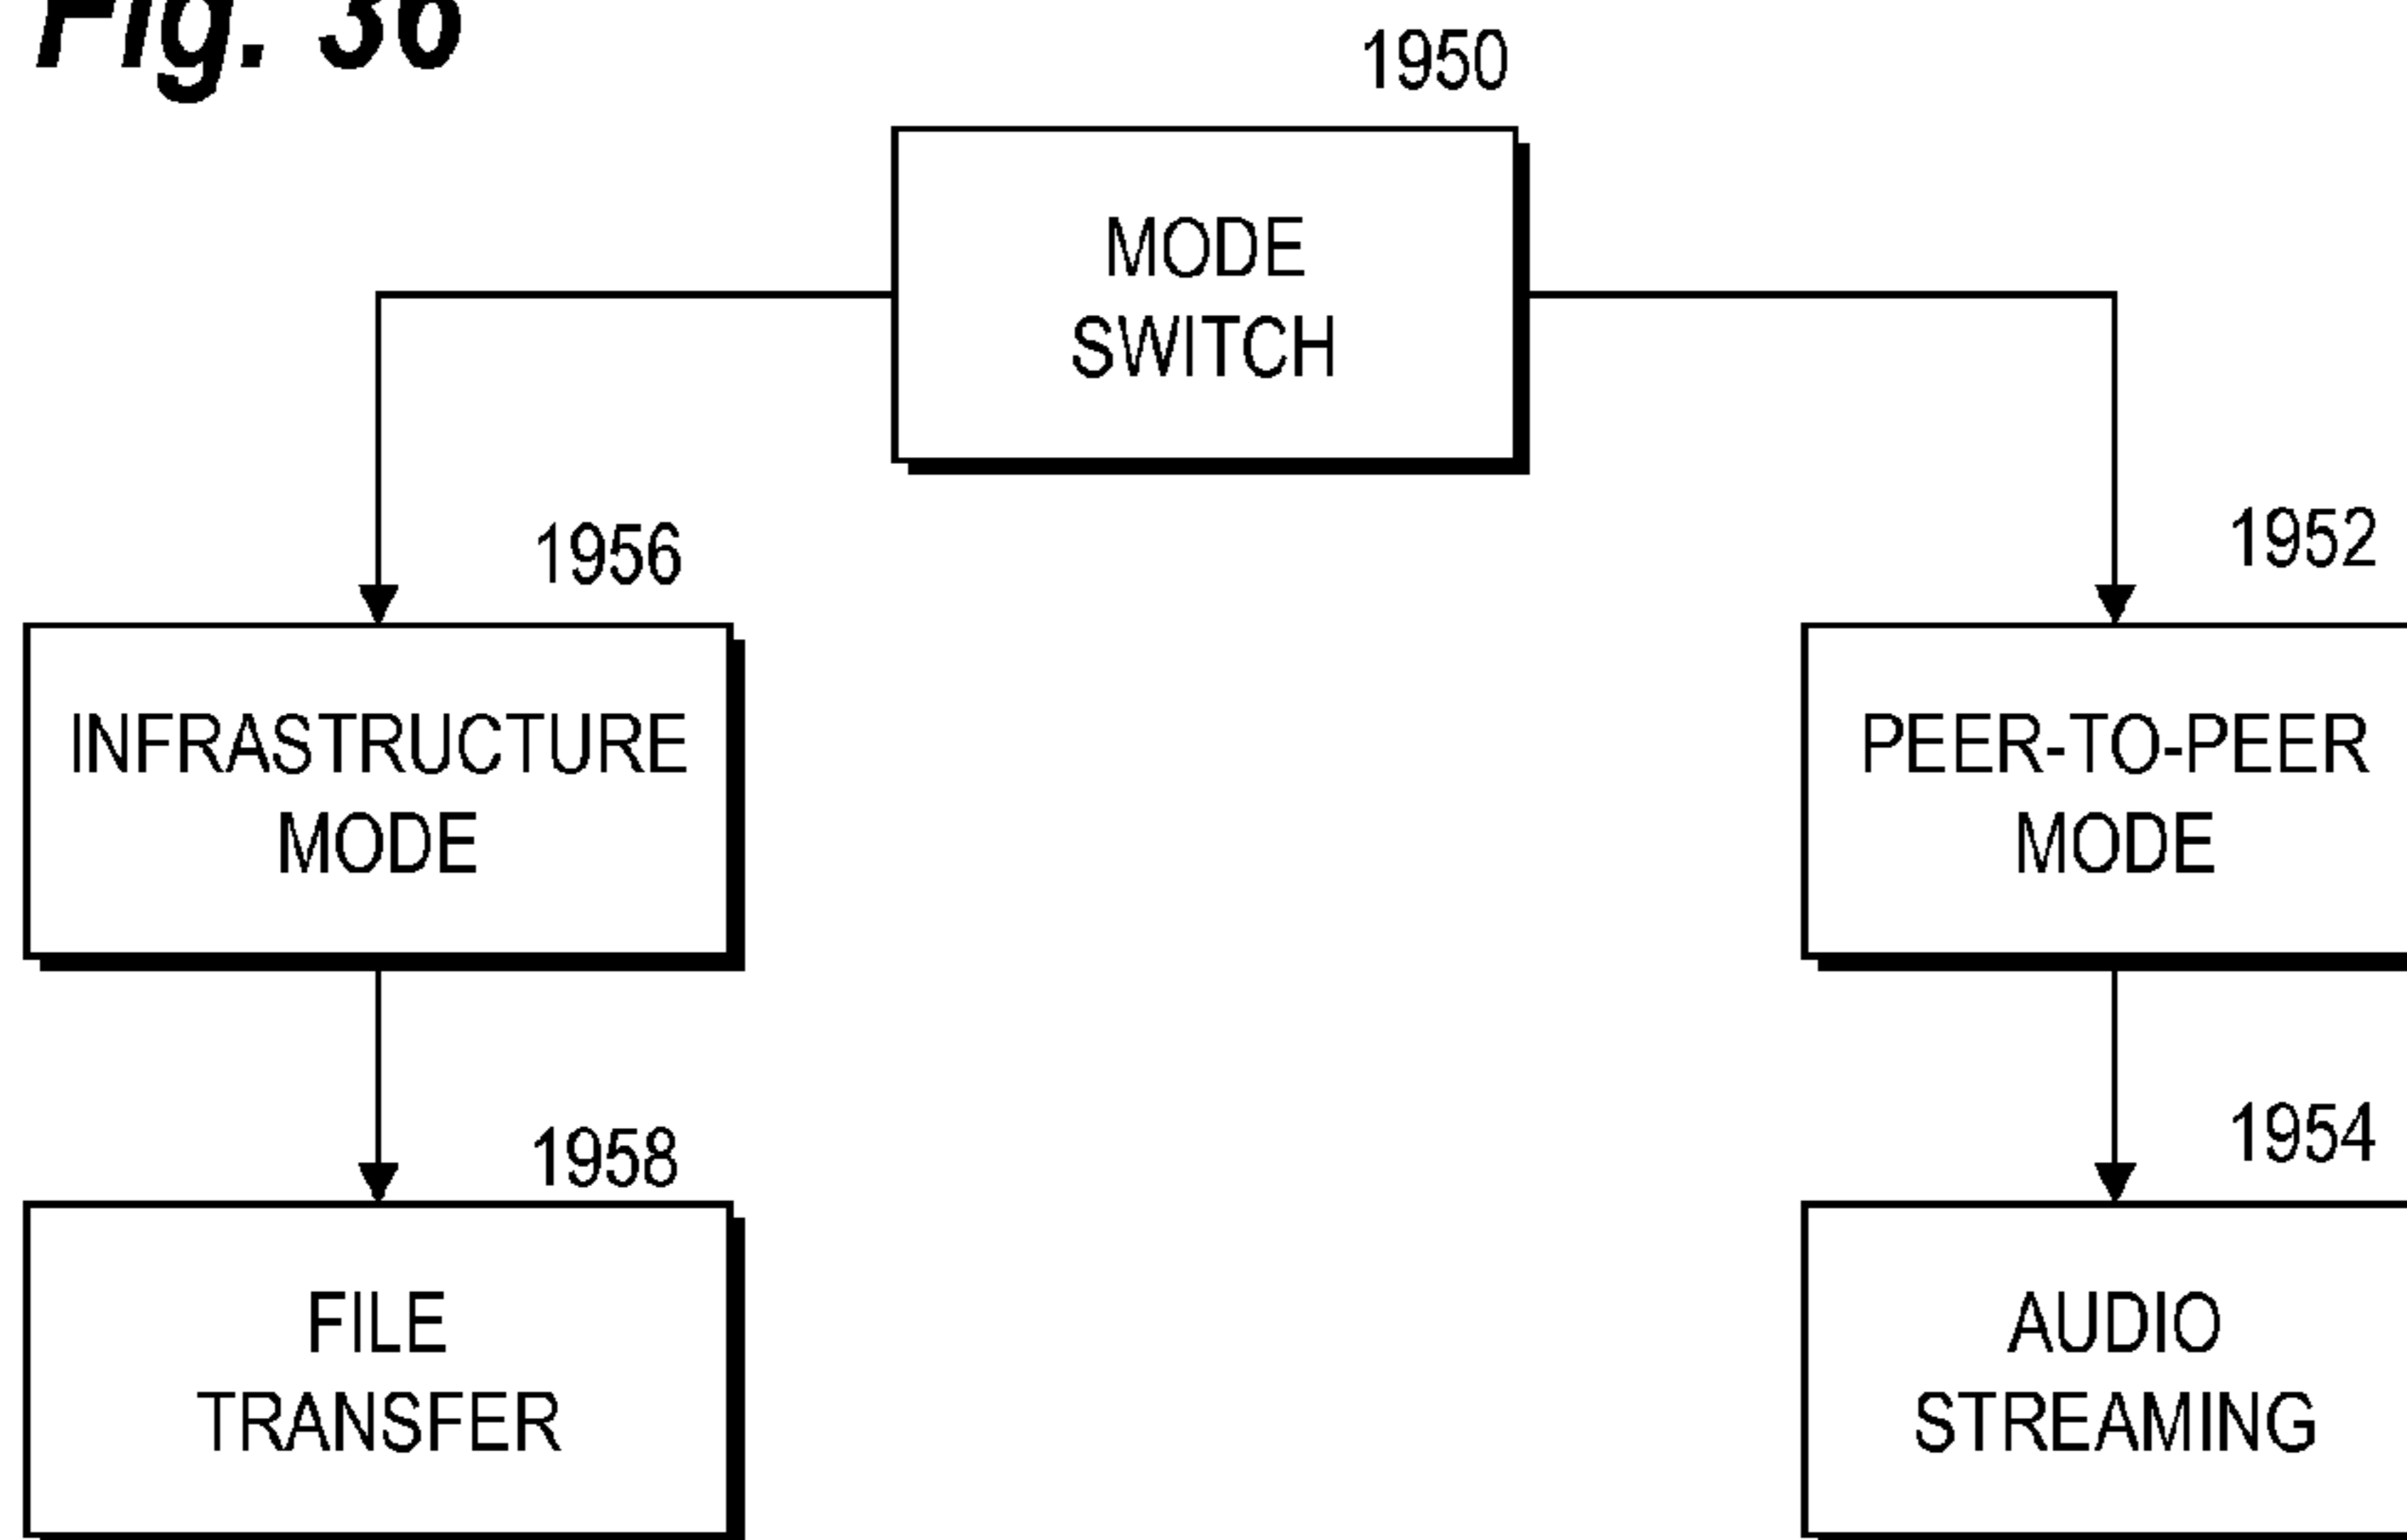 Fig. 36
1950
MODE
SWITCH
1956
1952
INFRASTRUCTURE
MODE
PEER-TO-PEER
MODE
1958
1954
FILE
TRANSFER
AUDIO
STREAMING